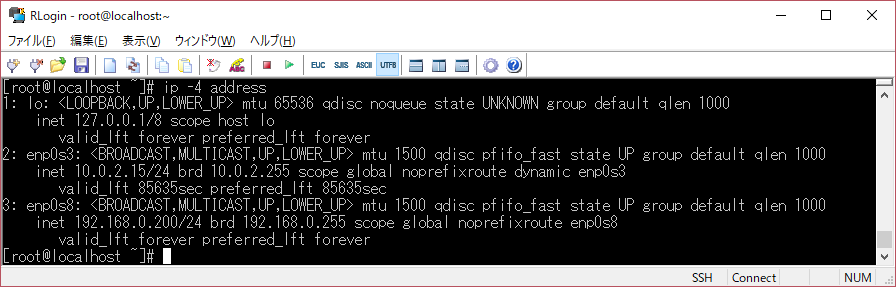 RLogin - root@localhost:~
ファイル(F) 編集(E) 表示(V) ウィンドウ(W) ヘルプ(H)
EUC SJIS ASCII UTF8
[root@localhost ~]# ip -4 address
1: lo: <LOOPBACK,UP,LOWER_UP> mtu 65536 qdisc noqueue state UNKNOWN group default qlen 1000
    inet 127.0.0.1/8 scope host lo
       valid_lft forever preferred_lft forever
2: enp0s3: <BROADCAST,MULTICAST,UP,LOWER_UP> mtu 1500 qdisc pfifo_fast state UP group default qlen 1000
    inet 10.0.2.15/24 brd 10.0.2.255 scope global noprefixroute dynamic enp0s3
       valid_lft 85635sec preferred_lft 85635sec
3: enp0s8: <BROADCAST,MULTICAST,UP,LOWER_UP> mtu 1500 qdisc pfifo_fast state UP group default qlen 1000
    inet 192.168.0.200/24 brd 192.168.0.255 scope global noprefixroute enp0s8
       valid_lft forever preferred_lft forever
[root@localhost ~]#
SSH Connect NUM